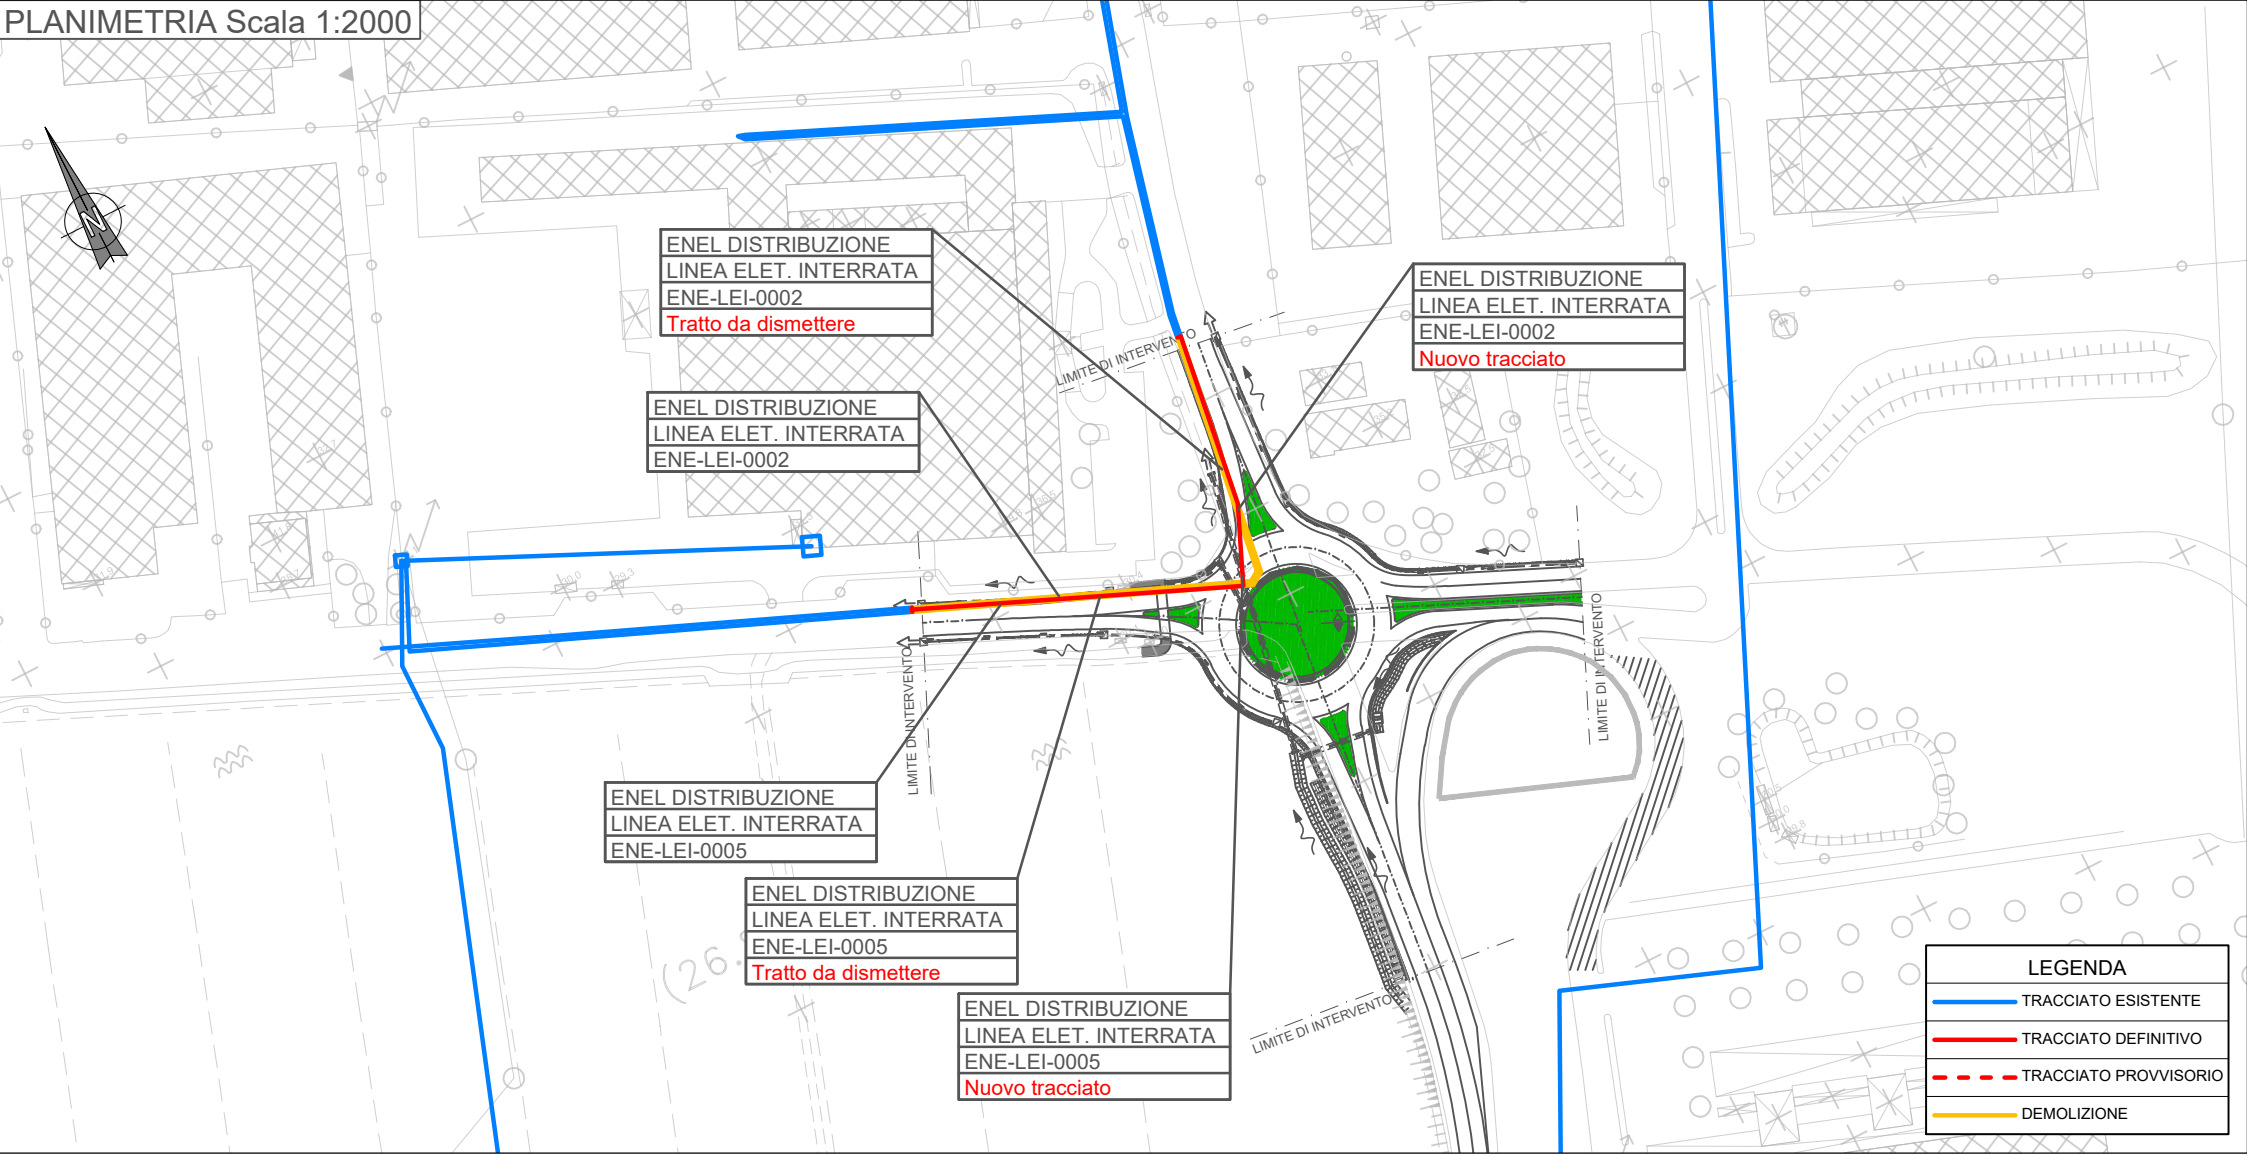 PLANIMETRIA Scala 1:2000
N
ENEL DISTRIBUZIONE
LINEA ELET. INTERRATA
ENE-LEI-0002
Tratto da dismettere
ENEL DISTRIBUZIONE
LINEA ELET. INTERRATA
ENE-LEI-0002
Nuovo tracciato
LIMITE DI INTERVENTO
ENEL DISTRIBUZIONE
LINEA ELET. INTERRATA
ENE-LEI-0002
LIMITE DI INTERVENTO
LIMITE DI INTERVENTO
ENEL DISTRIBUZIONE
LINEA ELET. INTERRATA
ENE-LEI-0005
ENEL DISTRIBUZIONE
LINEA ELET. INTERRATA
ENE-LEI-0005
Tratto da dismettere
(26.
ENEL DISTRIBUZIONE
LINEA ELET. INTERRATA
ENE-LEI-0005
Nuovo tracciato
LIMITE DI INTERVENTO
LEGENDA
TRACCIATO ESISTENTE
TRACCIATO DEFINITIVO
TRACCIATO PROVVISORIO
DEMOLIZIONE